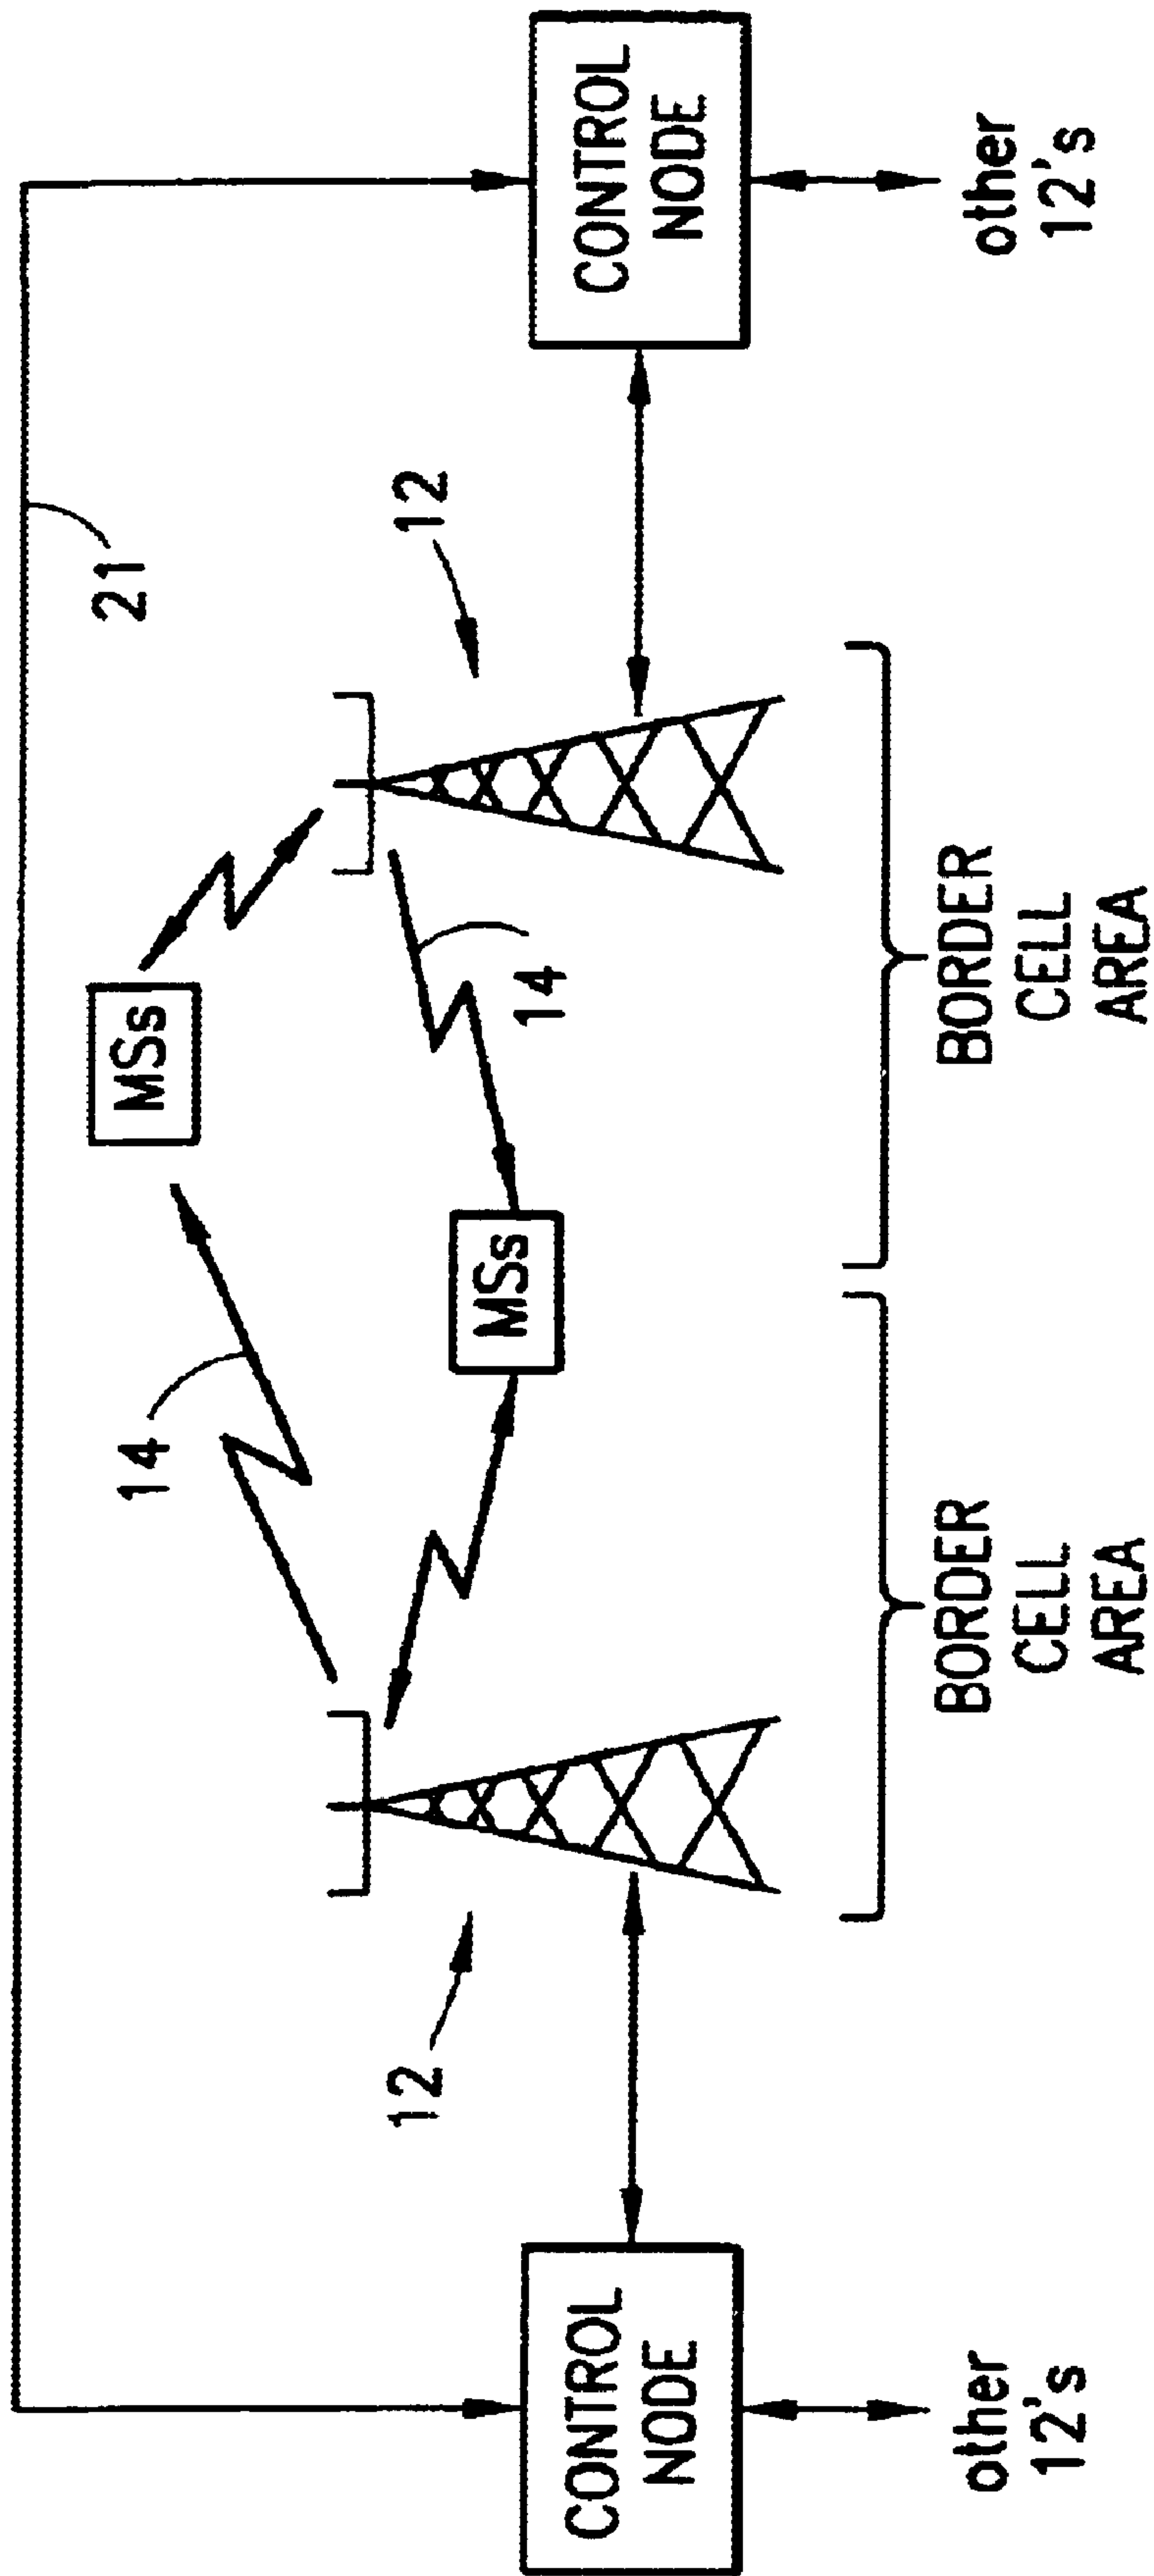 21
MSs
14
12
12
14
MSs
CONTROL
NODE
CONTROL
NODE
other
12's
BORDER
CELL
AREA
BORDER
CELL
AREA
other
12's